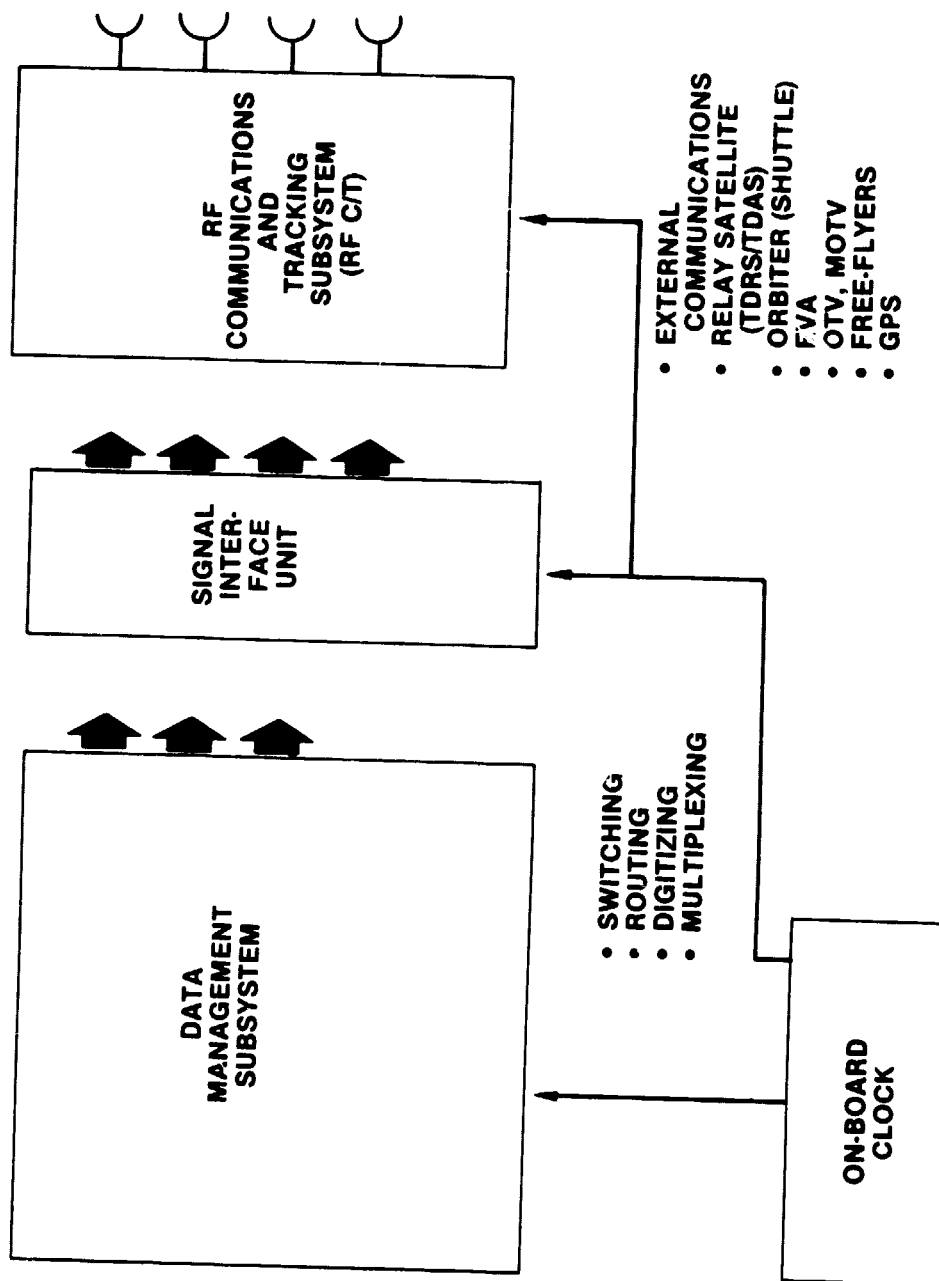 DATA
MANAGEMENT
SUBSYSTEM
SIGNAL
INTER-
FACE
UNIT
RF
COMMUNICATIONS
AND
TRACKING
SUBSYSTEM
(RF C/T)
ON-BOARD
CLOCK
• SWITCHING
• ROUTING
• DIGITIZING
• MULTIPLEXING
• EXTERNAL
COMMUNICATIONS
• RELAY SATELLITE
(TDRS/TDAS)
• ORBITER (SHUTTLE)
• EVA
• OTV, MOTV
• FREE-FLYERS
• GPS